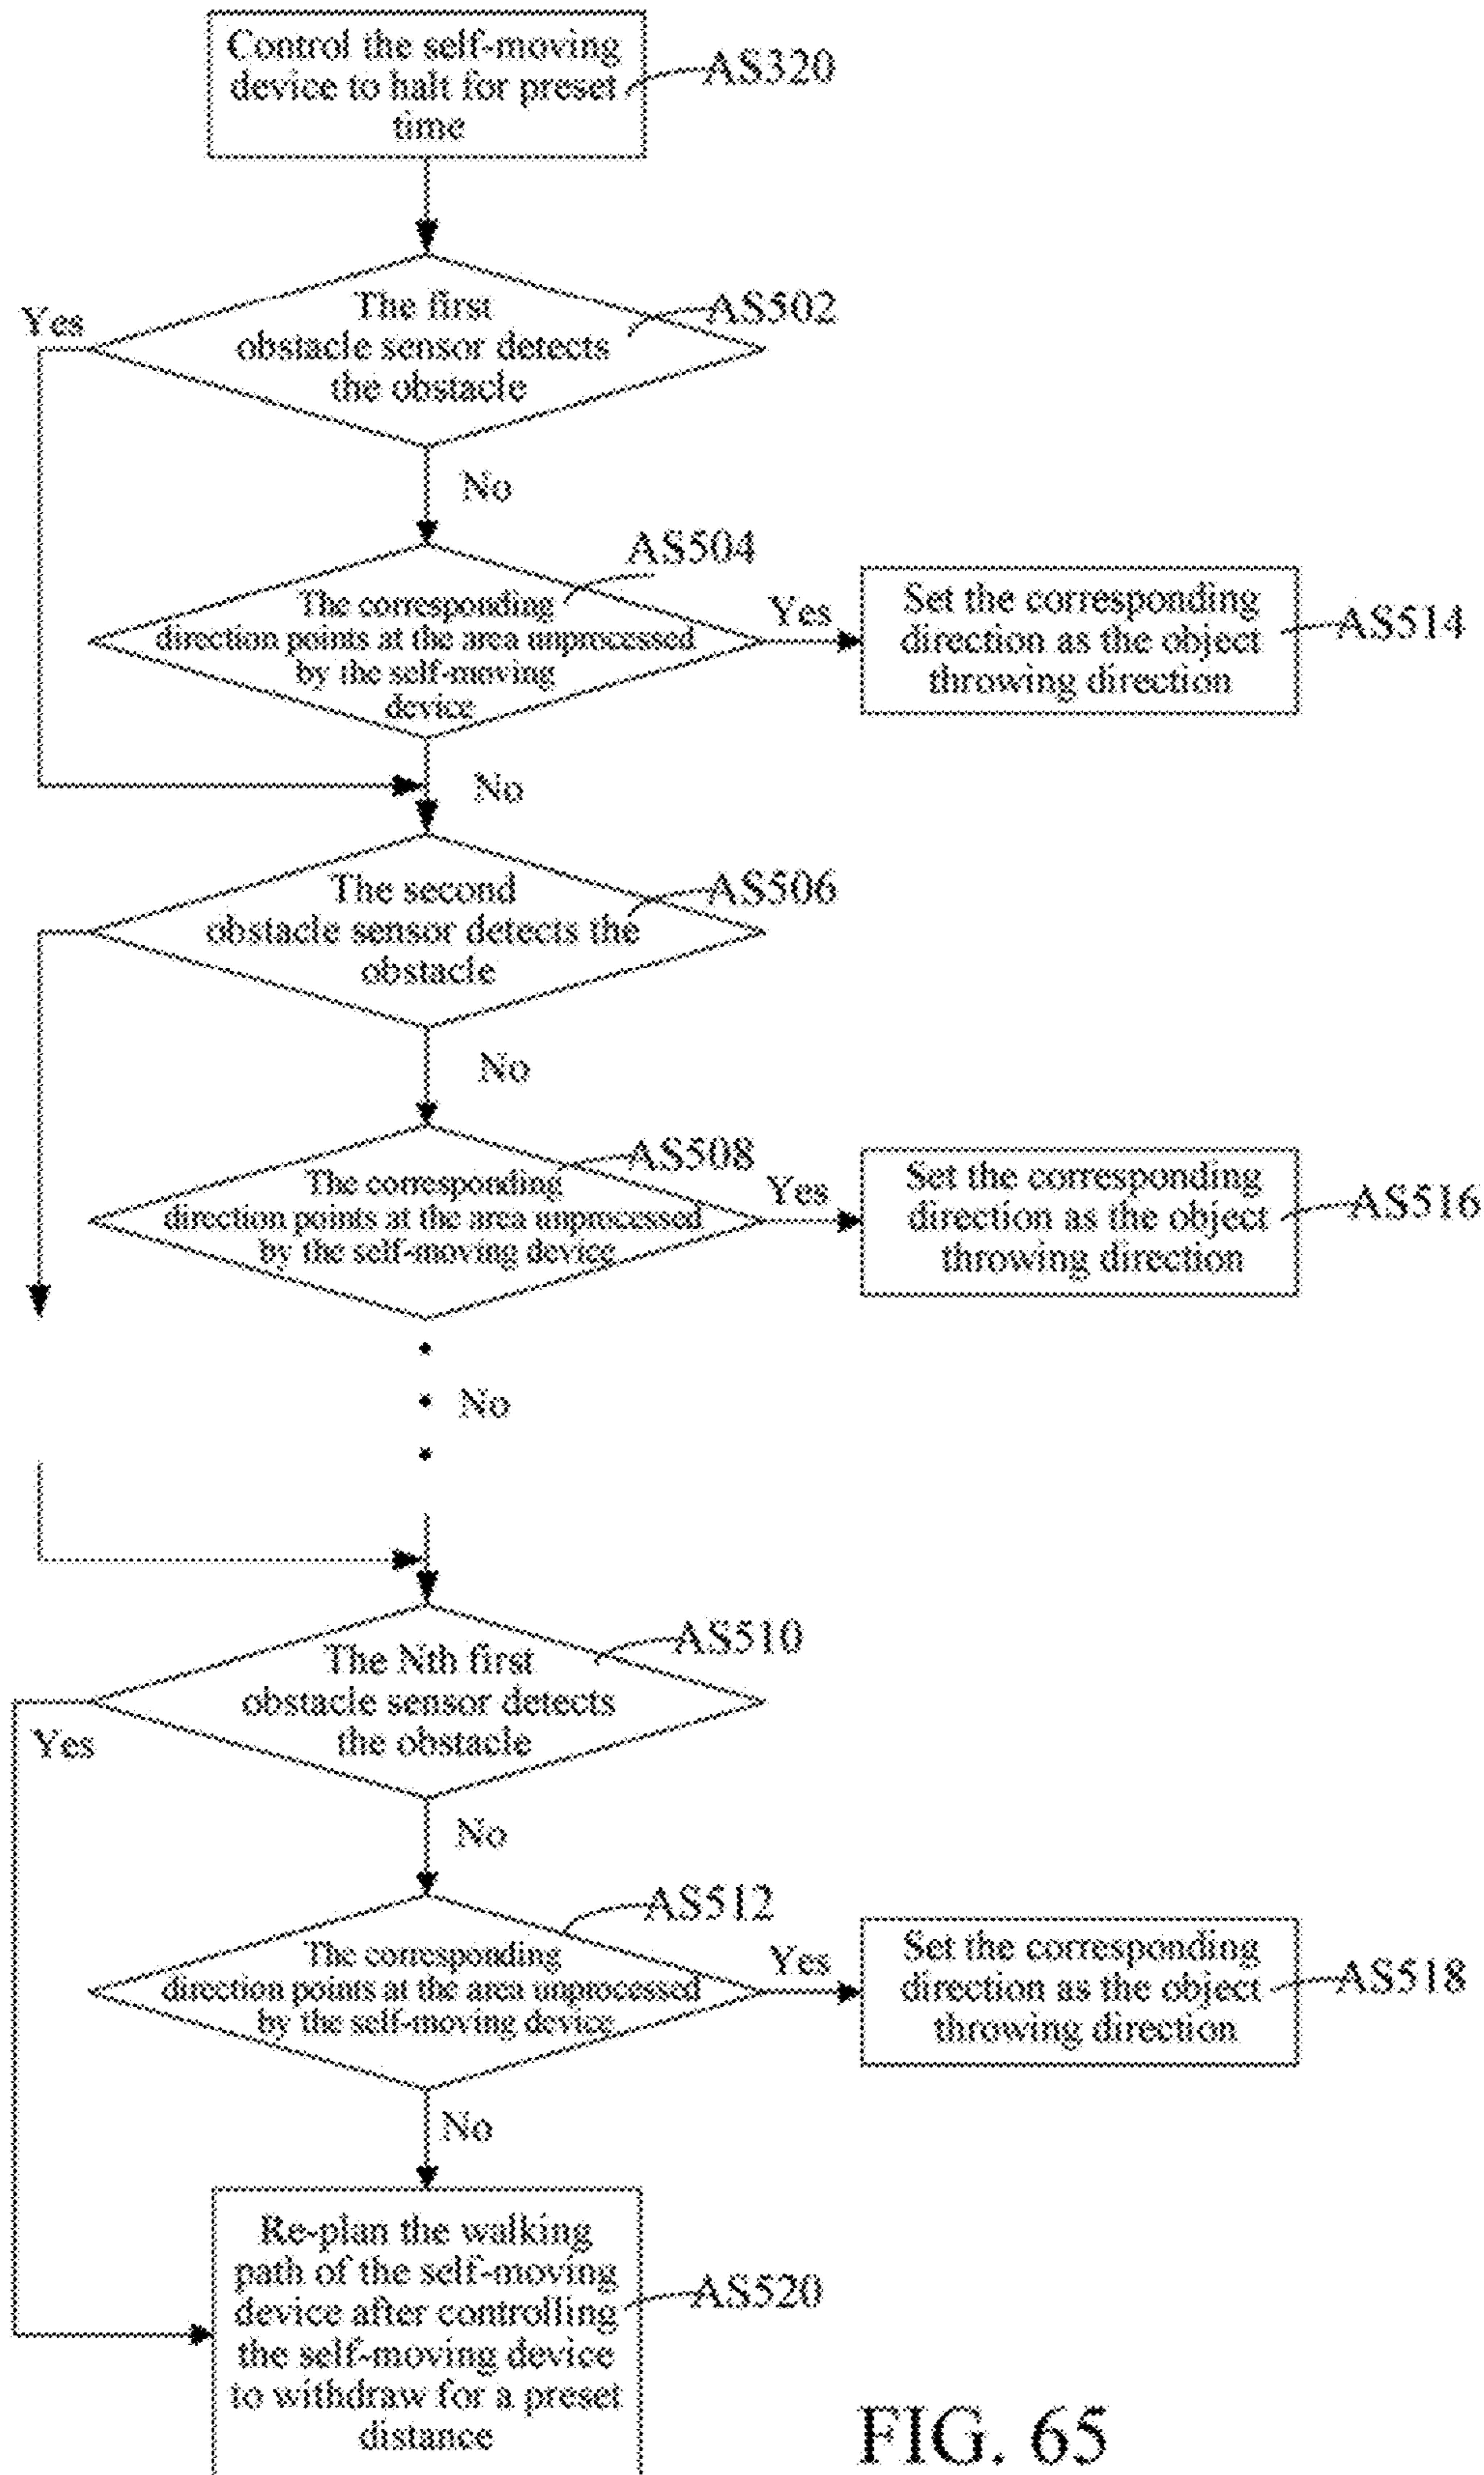 Control the self-moving
device to halt for preset
time
AS320
Yes
The first
obstacle sensor detects
the obstacle
AS502
No
AS504
The corresponding
direction points at the area unprocessed
by the self-moving
device
Yes
Set the corresponding
direction as the object
throwing direction
AS514
No
The second
obstacle sensor detects the
obstacle
AS506
No
AS508
The corresponding
direction points at the area unprocessed
by the self-moving device
Yes
Set the corresponding
direction as the object
throwing direction
AS516
No
AS510
The Nth first
obstacle sensor detects
the obstacle
Yes
No
AS512
The corresponding
direction points at the area unprocessed
by the self-moving device
Yes
Set the corresponding
direction as the object
throwing direction
AS518
No
Re-plan the walking
path of the self-moving
device after controlling
the self-moving device
to withdraw for a preset
distance
AS520
FIG. 65